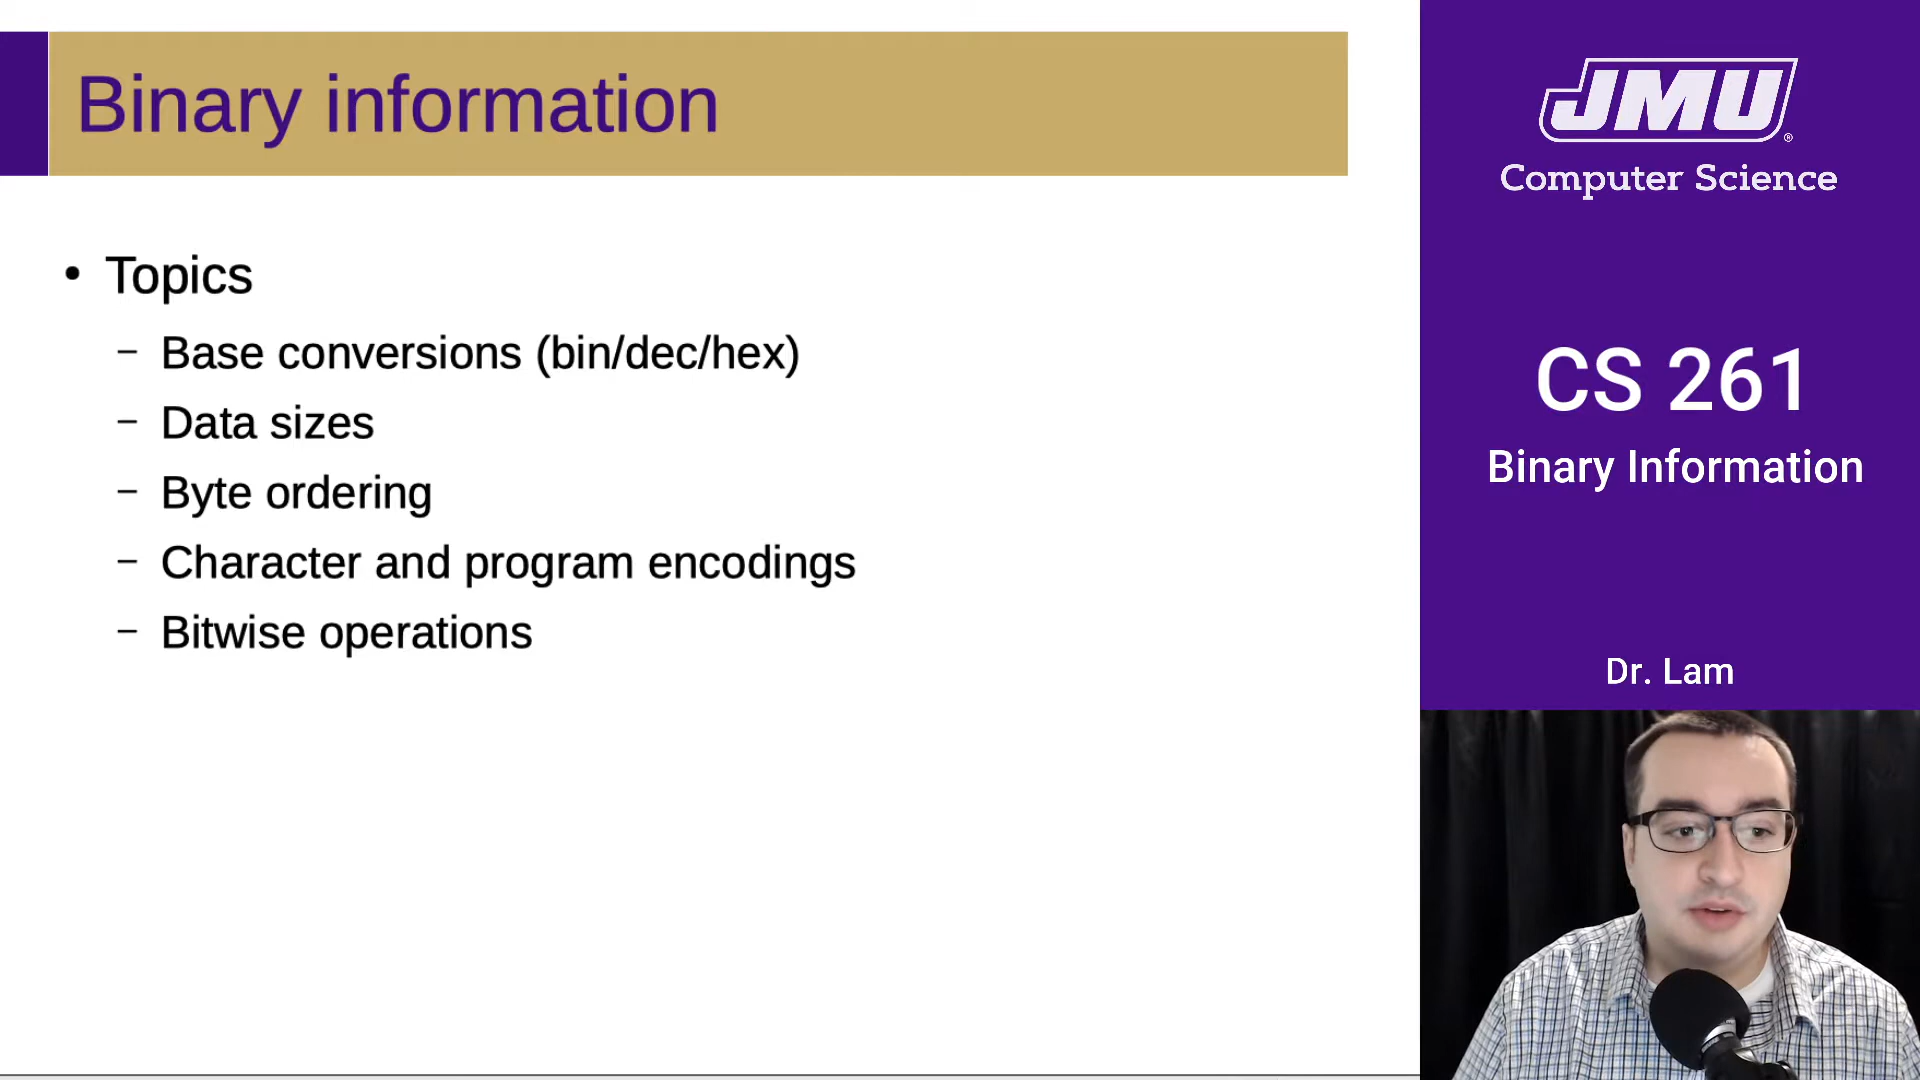 Binary information
• Topics
– Base conversions (bin/dec/hex)
– Data sizes
– Byte ordering
– Character and program encodings
– Bitwise operations
JMU®
Computer Science
CS 261
Binary Information
Dr. Lam